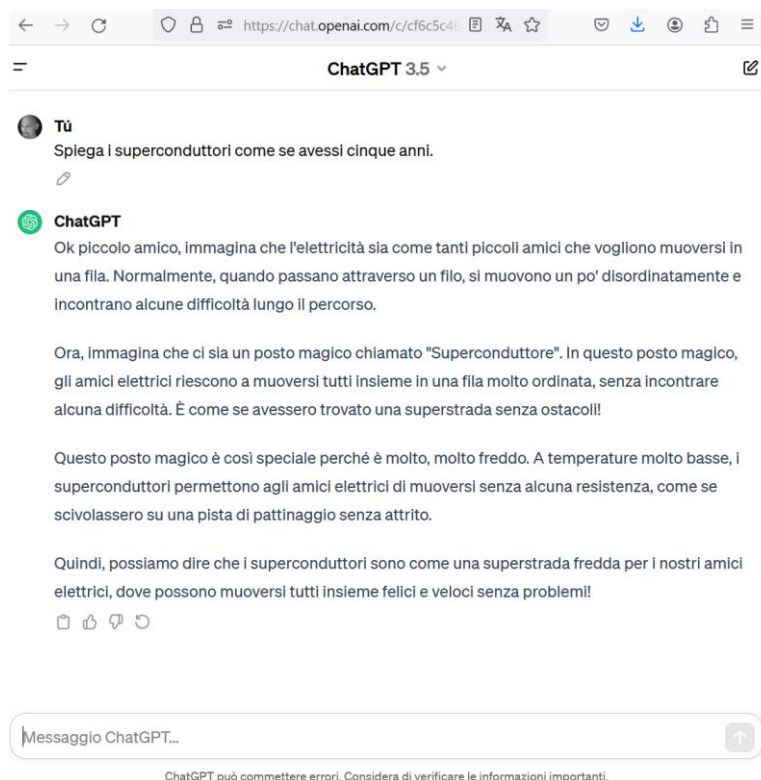 https://chat.openai.com/c/cf6c5c4
ChatGPT 3.5
Tú
Spiega i superconduttori come se avessi cinque anni.
ChatGPT
Ok piccolo amico, immagina che l'elettricità sia come tanti piccoli amici che vogliono muoversi in
una fila. Normalmente, quando passano attraverso un filo, si muovono un po' disordinatamente e
incontrano alcune difficoltà lungo il percorso.
Ora, immagina che ci sia un posto magico chiamato "Superconduttore". In questo posto magico,
gli amici elettrici riescono a muoversi tutti insieme in una fila molto ordinata, senza incontrare
alcuna difficoltà. È come se avessero trovato una superstrada senza ostacoli!
Questo posto magico è così speciale perché è molto, molto freddo. A temperature molto basse, i
superconduttori permettono agli amici elettrici di muoversi senza alcuna resistenza, come se
scivolassero su una pista di pattinaggio senza attrito.
Quindi, possiamo dire che i superconduttori sono come una superstrada fredda per i nostri amici
elettrici, dove possono muoversi tutti insieme felici e veloci senza problemi!
Messaggio ChatGPT...
ChatGPT può commettere errori. Considera di verificare le informazioni importanti.